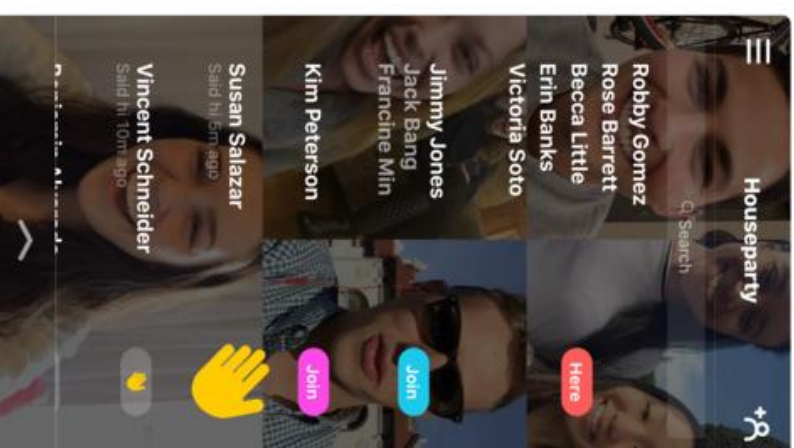 Houseparty
Search
Robby Gomez
Rose Barrett
Becca Little
Erin Banks
Here
Victoria Soto
Jimmy Jones
Jack Bang
Francine Min
Join
Kim Peterson
Join
Susan Salazar
Said hi 5m ago
Vincent Schneider
Said hi 10m ago